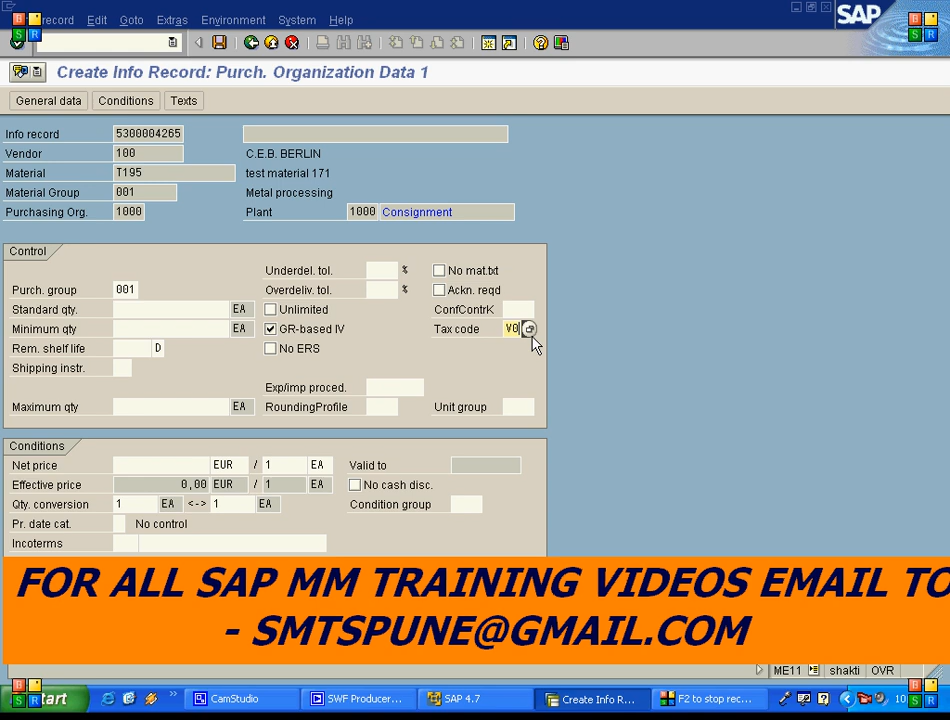 record Edit Goto Extras Environment System Help
SAP
Create Info Record: Purch. Organization Data 1
General data Conditions Texts
Info record 5300004265
Vendor 100 C.E.B. BERLIN
Material T195 test material 171
Material Group 001 Metal processing
Purchasing Org. 1000 Plant 1000 Consignment
Control
Underdel. tol. % No mat.txt
Purch. group 001 Overdeliv. tol. % Ackn. reqd
Standard qty. EA Unlimited ConfContrK
Minimum qty EA GR-based IV Tax code V0
Rem. shelf life D No ERS
Shipping instr.
Exp/imp proced.
Maximum qty EA RoundingProfile Unit group
Conditions
Net price EUR / 1 EA Valid to
Effective price 0,00 EUR / 1 EA No cash disc.
Qty. conversion 1 EA <-> 1 EA Condition group
Pr. date cat. No control
Incoterms
FOR ALL SAP MM TRAINING VIDEOS EMAIL TO
- SMTSPUNE@GMAIL.COM
ME11 shakti OVR
start CamStudio SWF Producer... SAP 4.7 Create Info R... F2 to stop rec... 10
B S R
B S R
B S R
B S R